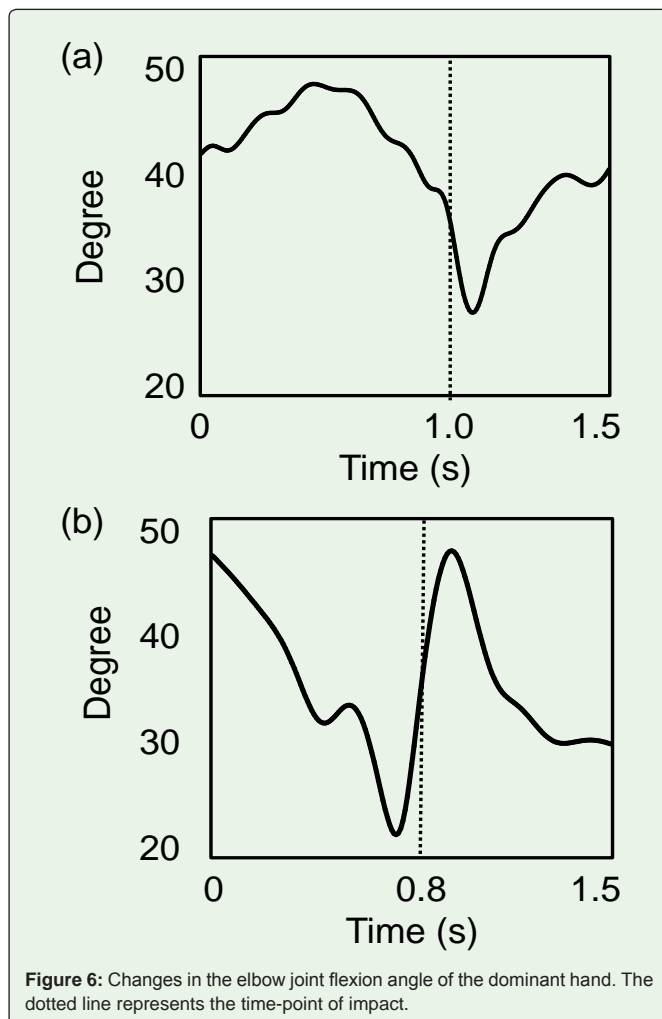 (a)
50
40
30
20
Degree
0 1.0 1.5
Time (s)
(b)
50
40
30
20
Degree
0 0.8 1.5
Time (s)
Figure 6: Changes in the elbow joint flexion angle of the dominant hand. The
dotted line represents the time-point of impact.